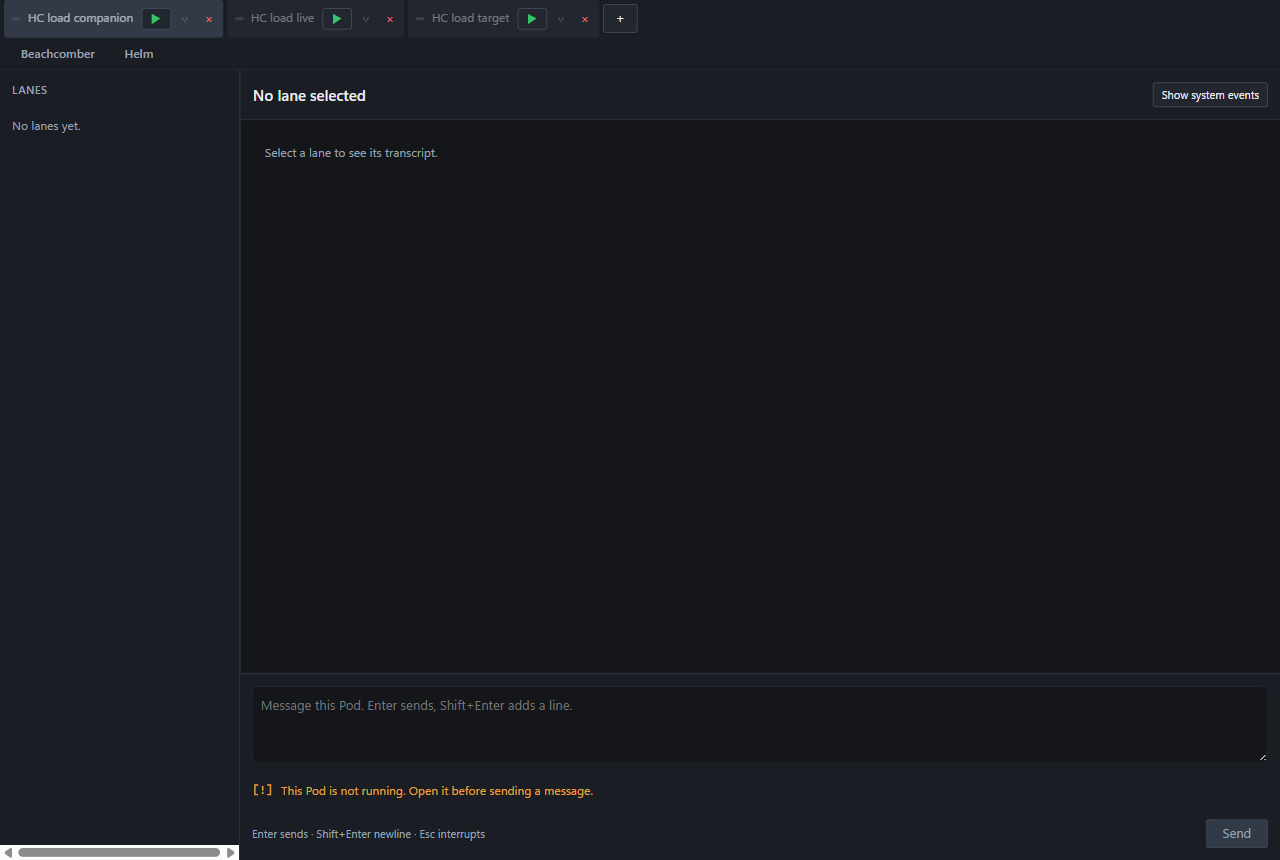 HC load companion
HC load live
HC load target
+
Beachcomber Helm
LANES
No lanes yet.
No lane selected
Show system events
Select a lane to see its transcript.
Message this Pod. Enter sends, Shift+Enter adds a line.
[!] This Pod is not running. Open it before sending a message.
Enter sends · Shift+Enter newline · Esc interrupts
Send